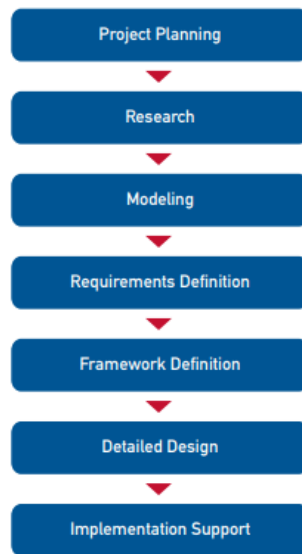 Project Planning
Research
Modeling
Requirements Definition
Framework Definition
Detailed Design
Implementation Support